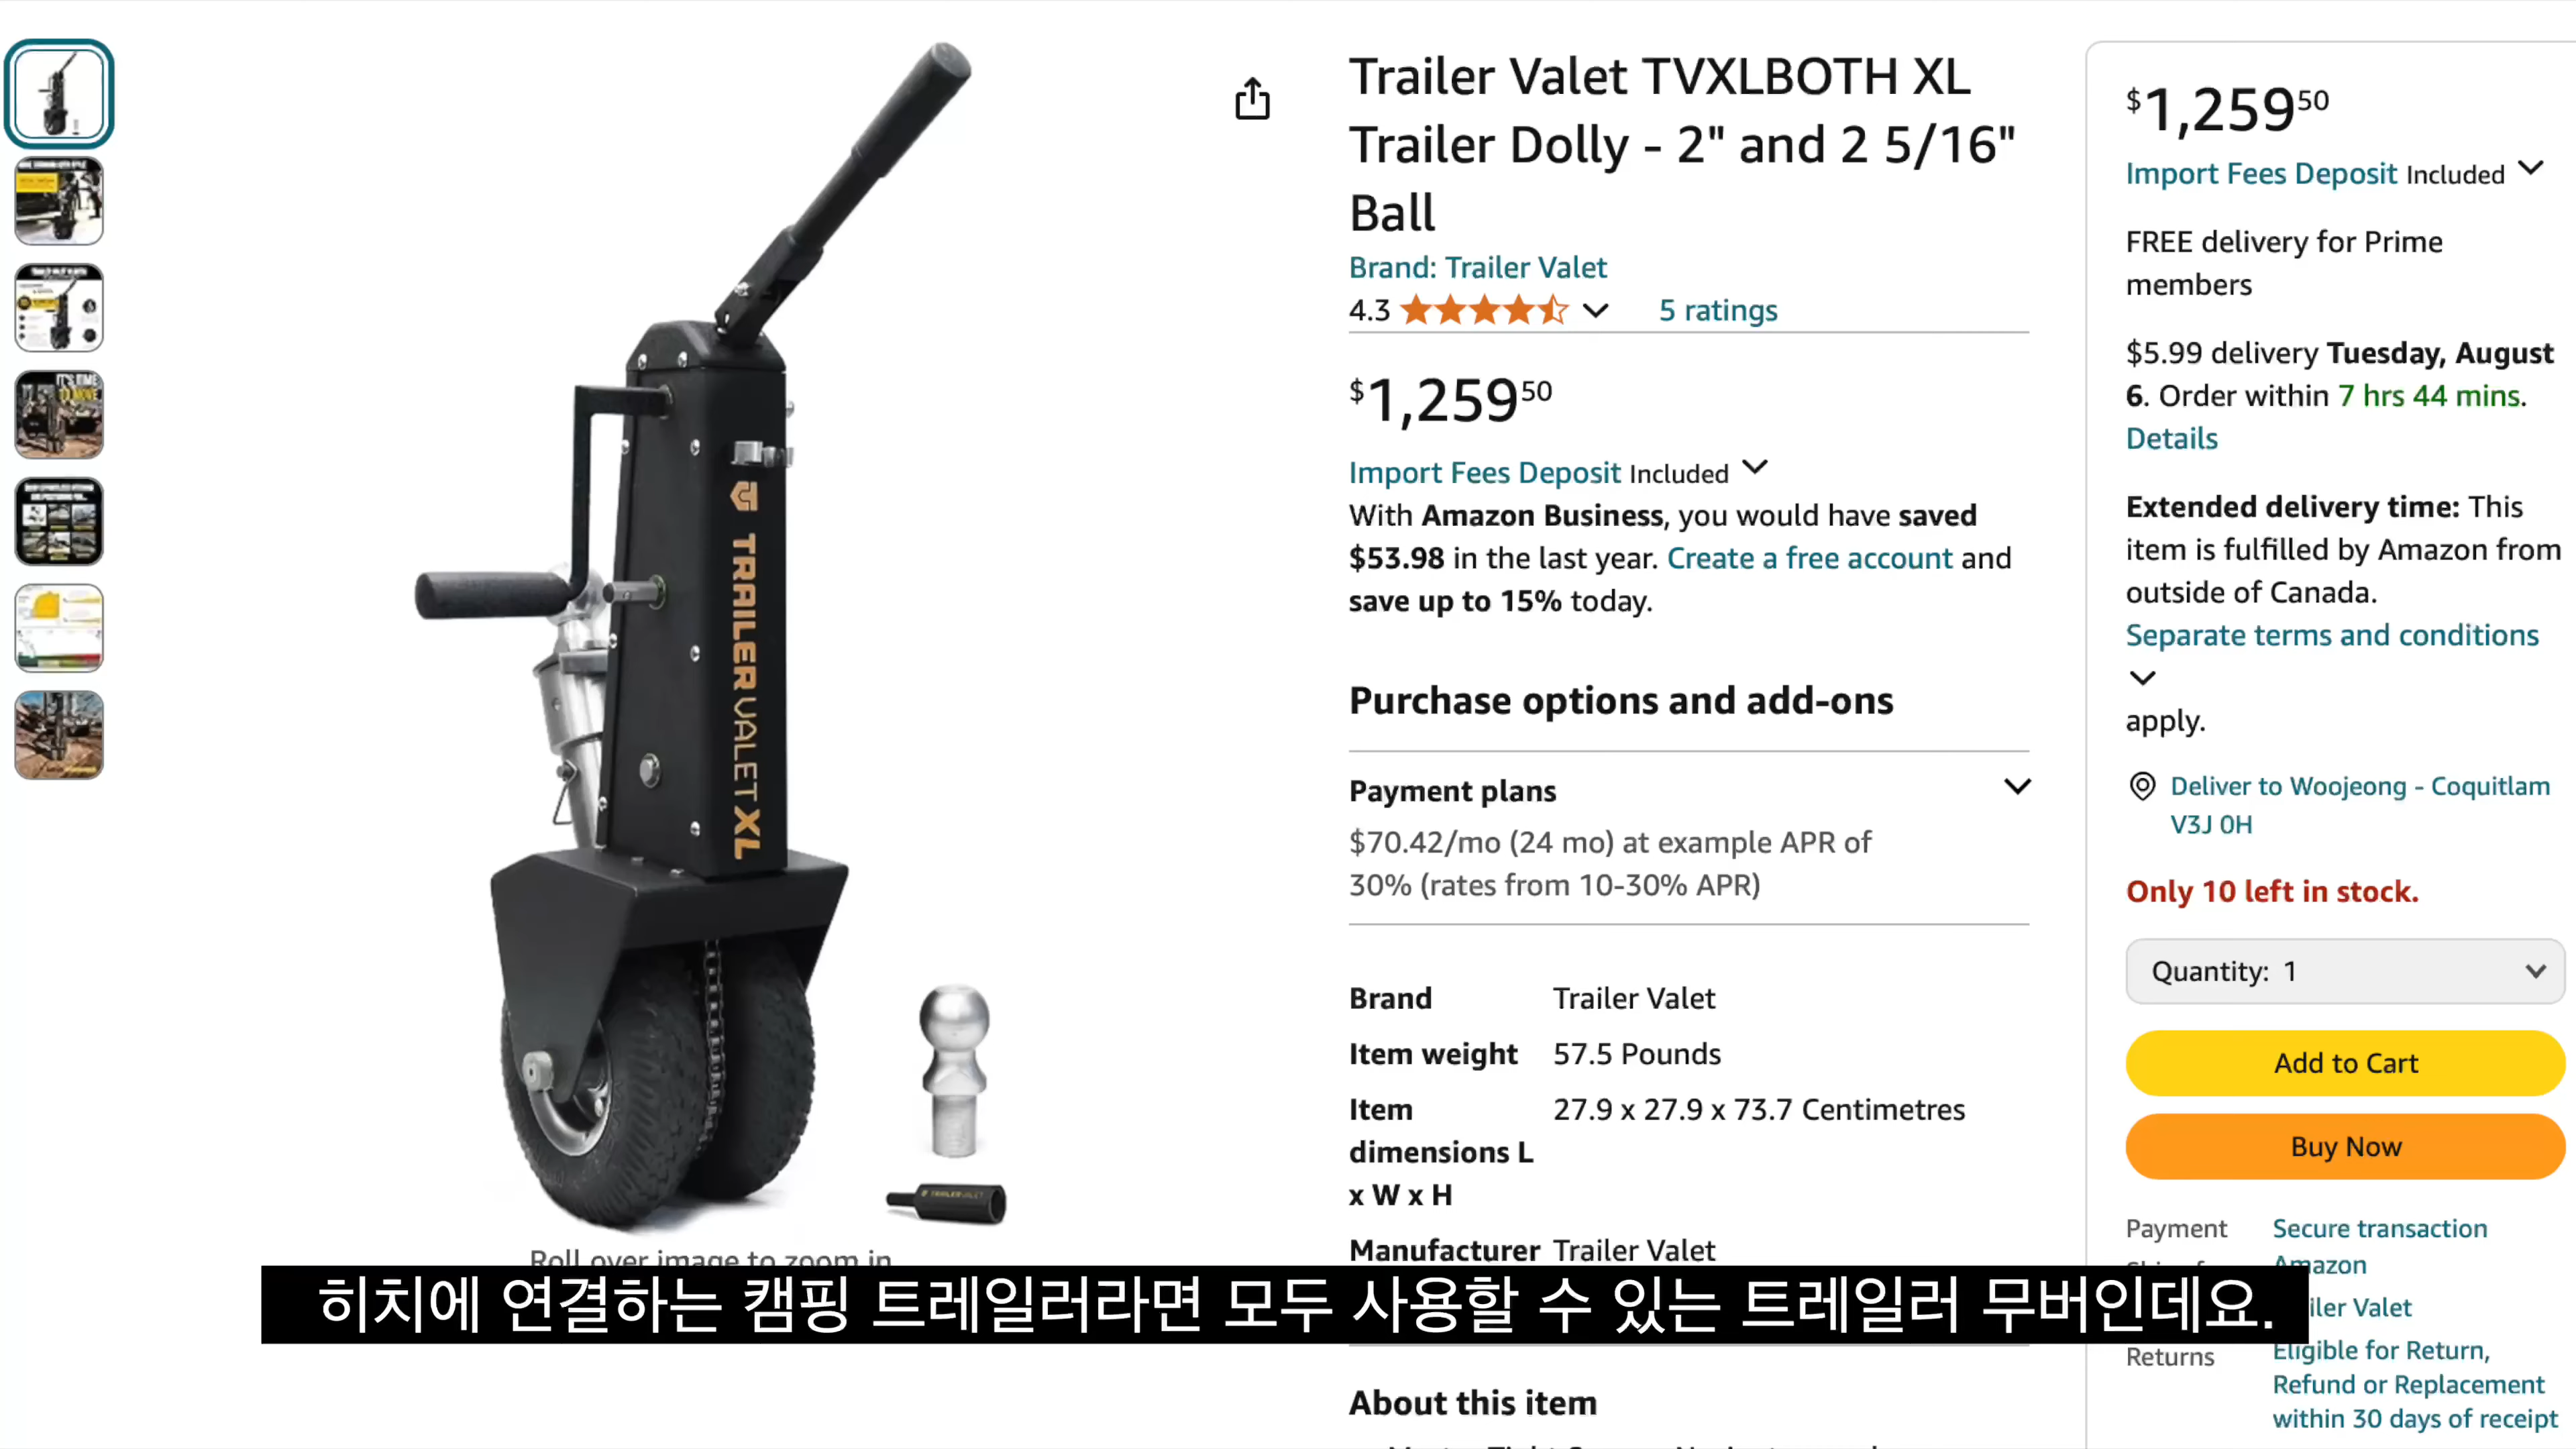 Trailer Valet TVXLBOTH XL
Trailer Dolly - 2" and 2 5/16"
Ball
Brand: Trailer Valet
4.3
5 ratings
$1,259.50
Import Fees Deposit Included
With Amazon Business, you would have saved
$53.98 in the last year. Create a free account and
save up to 15% today.
Purchase options and add-ons
Payment plans
$70.42/mo (24 mo) at example APR of
30% (rates from 10-30% APR)
Brand Trailer Valet
Item weight 57.5 Pounds
Item 27.9 x 27.9 x 73.7 Centimetres
dimensions L
x W x H
Manufacturer Trailer Valet
About this item
$1,259.50
Import Fees Deposit Included
FREE delivery for Prime
members
$5.99 delivery Tuesday, August
6. Order within 7 hrs 44 mins.
Details
Extended delivery time: This
item is fulfilled by Amazon from
outside of Canada.
Separate terms and conditions
apply.
Deliver to Woojeong - Coquitlam
V3J 0H
Only 10 left in stock.
Quantity: 1
Add to Cart
Buy Now
Payment Secure transaction
Amazon
Valet
Returns Eligible for Return,
Refund or Replacement
within 30 days of receipt
TRAILER VALET XL
TRAILER VALET
Roll over image to zoom in
히치에 연결하는 캠핑 트레일러라면 모두 사용할 수 있는 트레일러 무버인데요.